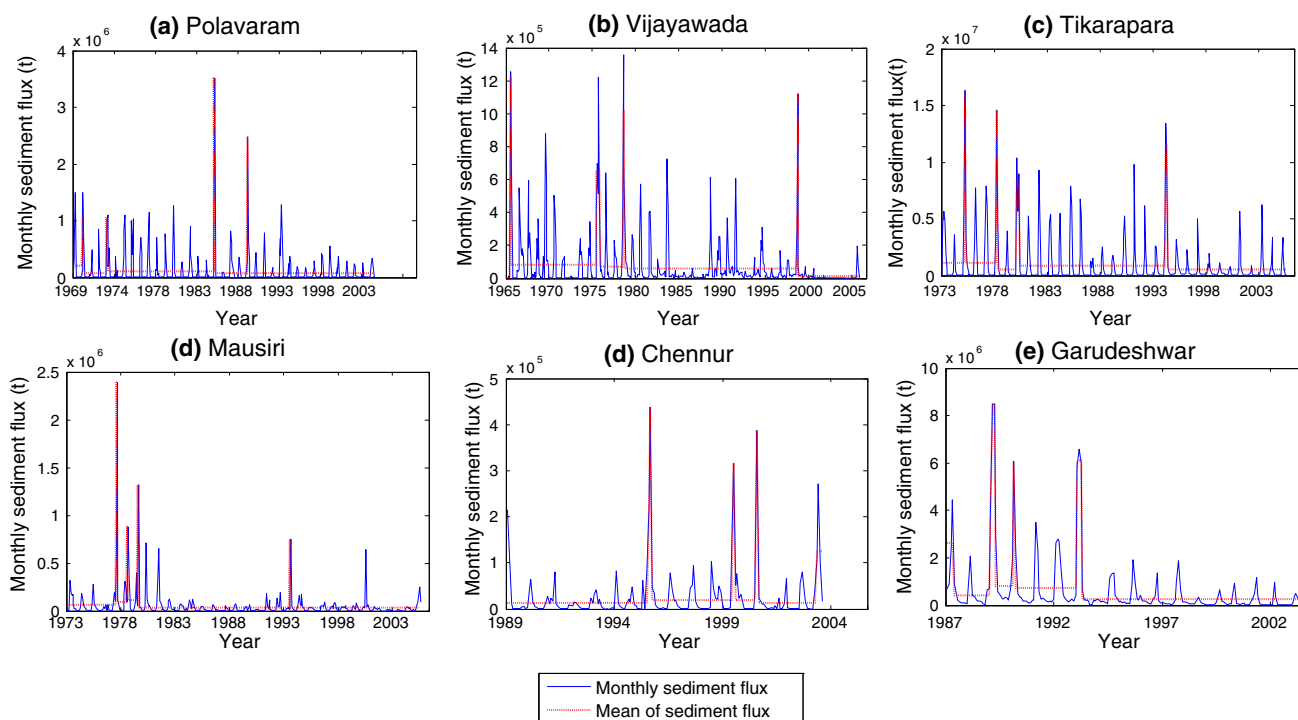 (a) Polavaram
x 10^6
Monthly sediment flux (t)
4
3
2
1
0
1969 1974 1978 1983 1988 1993 1998 2003
Year
(b) Vijayawada
x 10^5
Monthly sediment flux (t)
14
12
10
8
6
4
2
0
1965 1970 1975 1980 1985 1990 1995 2000 2005
Year
(c) Tikarapara
x 10^7
Monthly sediment flux(t)
2
1.5
1
0.5
0
1973 1978 1983 1988 1993 1998 2003
Year
(d) Mausiri
x 10^6
Monthly sediment flux (t)
2.5
2
1.5
1
0.5
0
1973 1978 1983 1988 1993 1998 2003
Year
(d) Chennur
x 10^5
Monthly sediment flux (t)
5
4
3
2
1
0
1989 1994 1999 2004
Year
(e) Garudeshwar
x 10^6
Monthly sediment flux (t)
10
8
6
4
2
0
1987 1992 1997 2002
Year
Monthly sediment flux
Mean of sediment flux